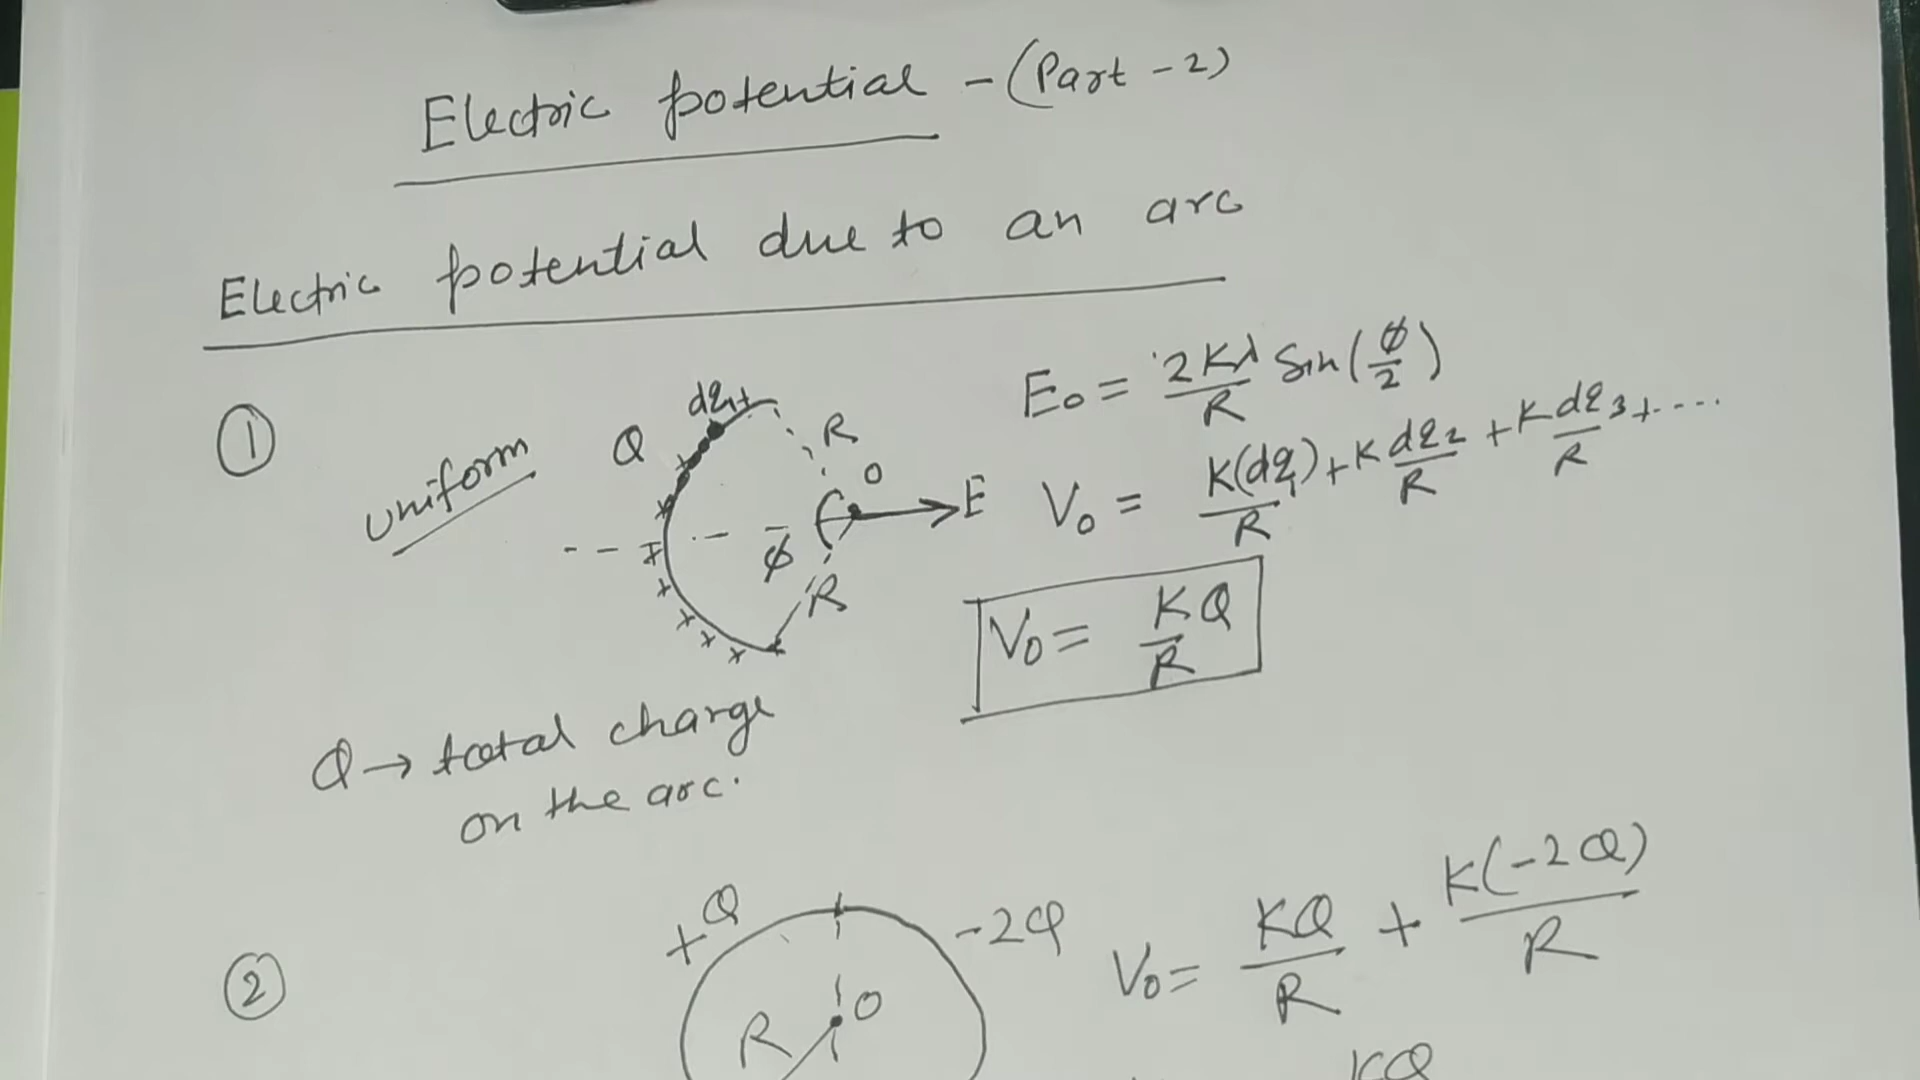 Electric potential - (Part - 2)
Electric potential due to an arc
①
uniform
Q
dq₁
+
R
O
E
ϕ
R
E₀ = 2Kλ/R Sin(ϕ/2)
V₀ = K(dq₁)/R + K dq₂/R + K dq₃/R + ....
V₀ = KQ/R
Q → total charge
on the arc.
②
+Q
-2Q
R
O
V₀ = KQ/R + K(-2Q)/R
KQ